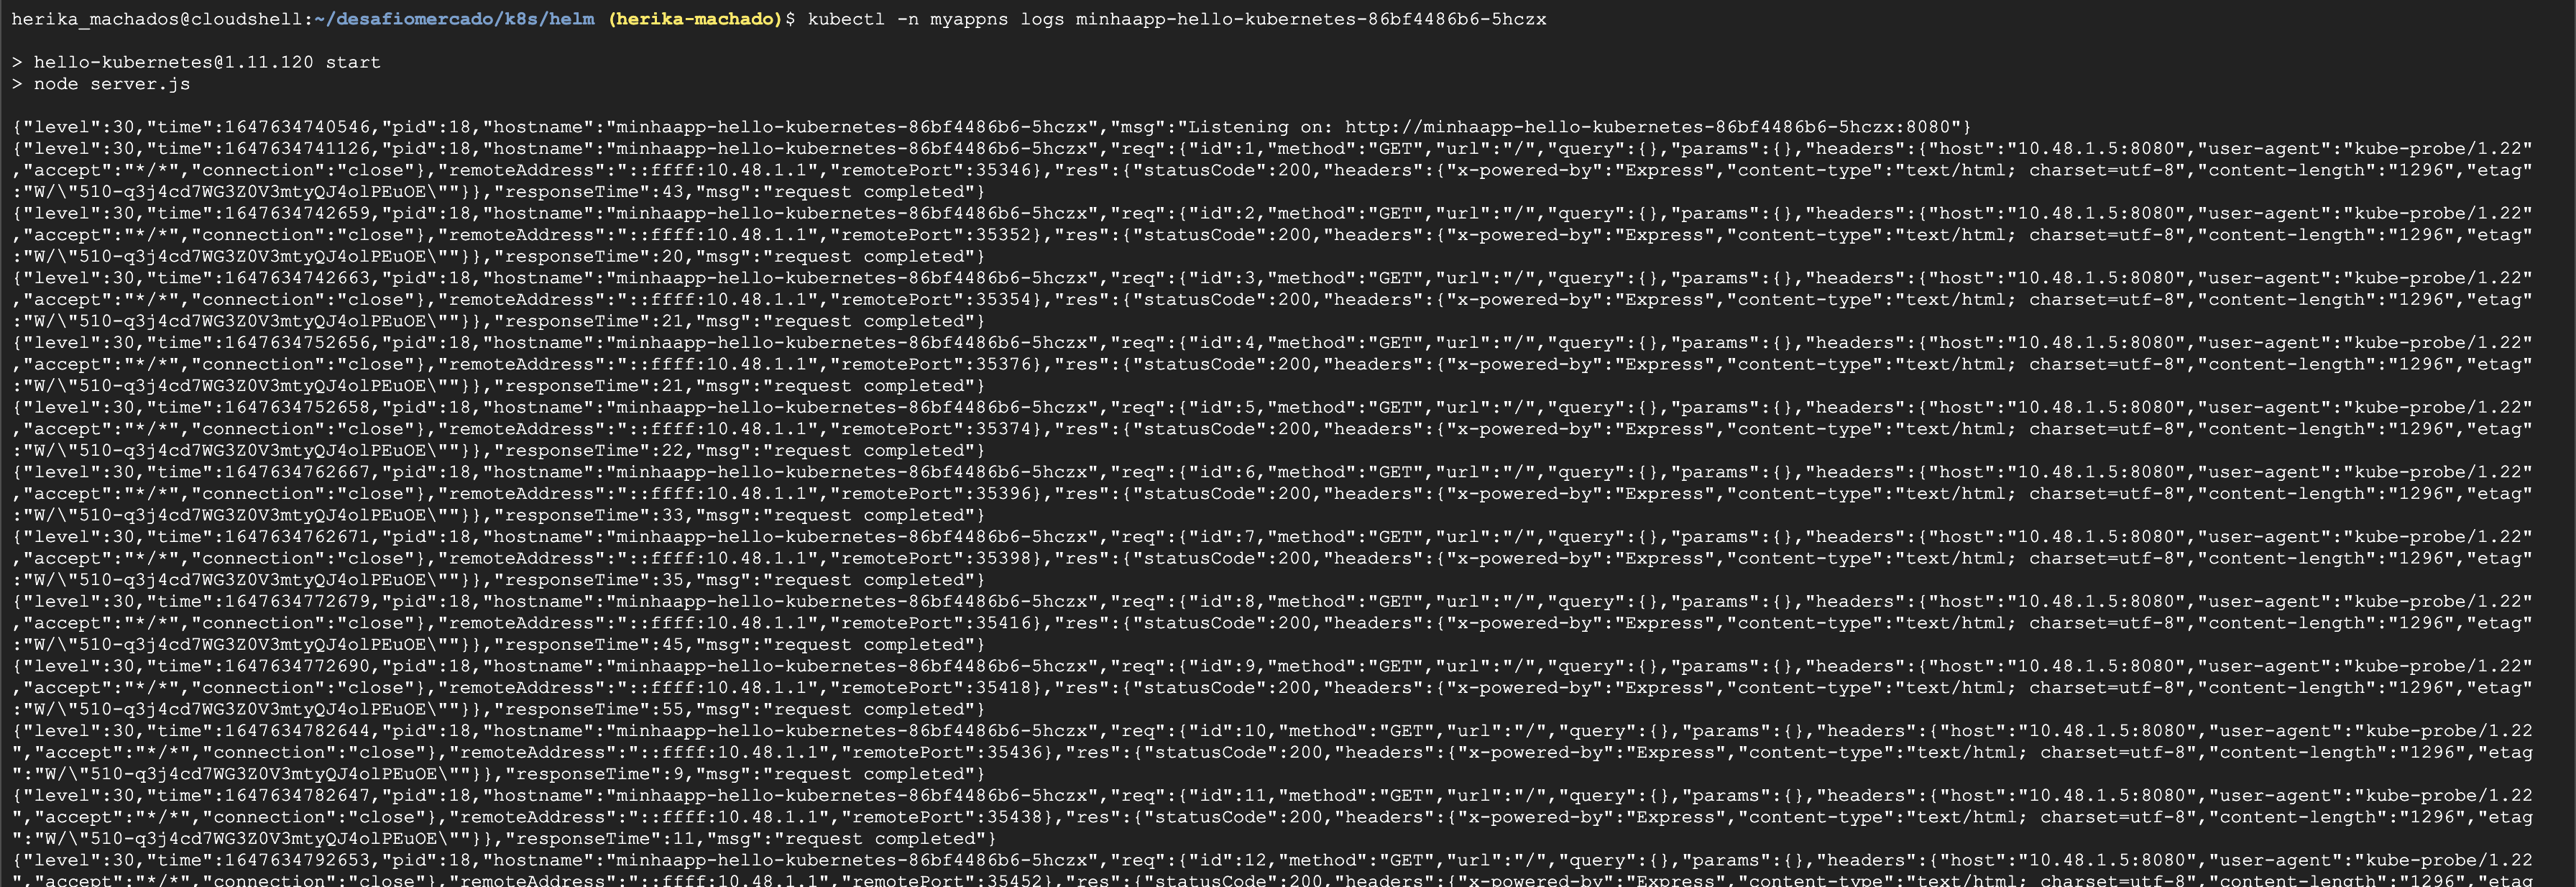 herika_machados@cloudshell:~/desafiomercado/k8s/helm (herika-machado)$ kubectl -n myappns logs minhaapp-hello-kubernetes-86bf4486b6-5hczx
> hello-kubernetes@1.11.120 start
> node server.js
{"level":30,"time":1647634740546,"pid":18,"hostname":"minhaapp-hello-kubernetes-86bf4486b6-5hczx","msg":"Listening on: http://minhaapp-hello-kubernetes-86bf4486b6-5hczx:8080"}
{"level":30,"time":1647634741126,"pid":18,"hostname":"minhaapp-hello-kubernetes-86bf4486b6-5hczx","req":{"id":1,"method":"GET","url":"/","query":{},"params":{},"headers":{"host":"10.48.1.5:8080","user-agent":"kube-probe/1.22"
,"accept":"*/*","connection":"close"},"remoteAddress":"::ffff:10.48.1.1","remotePort":35346},"res":{"statusCode":200,"headers":{"x-powered-by":"Express","content-type":"text/html; charset=utf-8","content-length":"1296","etag"
:"W/\"510-q3j4cd7WG3Z0V3mtyQJ4olPEuOE\""}},"responseTime":43,"msg":"request completed"}
{"level":30,"time":1647634742659,"pid":18,"hostname":"minhaapp-hello-kubernetes-86bf4486b6-5hczx","req":{"id":2,"method":"GET","url":"/","query":{},"params":{},"headers":{"host":"10.48.1.5:8080","user-agent":"kube-probe/1.22"
,"accept":"*/*","connection":"close"},"remoteAddress":"::ffff:10.48.1.1","remotePort":35352},"res":{"statusCode":200,"headers":{"x-powered-by":"Express","content-type":"text/html; charset=utf-8","content-length":"1296","etag"
:"W/\"510-q3j4cd7WG3Z0V3mtyQJ4olPEuOE\""}},"responseTime":20,"msg":"request completed"}
{"level":30,"time":1647634742663,"pid":18,"hostname":"minhaapp-hello-kubernetes-86bf4486b6-5hczx","req":{"id":3,"method":"GET","url":"/","query":{},"params":{},"headers":{"host":"10.48.1.5:8080","user-agent":"kube-probe/1.22"
,"accept":"*/*","connection":"close"},"remoteAddress":"::ffff:10.48.1.1","remotePort":35354},"res":{"statusCode":200,"headers":{"x-powered-by":"Express","content-type":"text/html; charset=utf-8","content-length":"1296","etag"
:"W/\"510-q3j4cd7WG3Z0V3mtyQJ4olPEuOE\""}},"responseTime":21,"msg":"request completed"}
{"level":30,"time":1647634752656,"pid":18,"hostname":"minhaapp-hello-kubernetes-86bf4486b6-5hczx","req":{"id":4,"method":"GET","url":"/","query":{},"params":{},"headers":{"host":"10.48.1.5:8080","user-agent":"kube-probe/1.22"
,"accept":"*/*","connection":"close"},"remoteAddress":"::ffff:10.48.1.1","remotePort":35376},"res":{"statusCode":200,"headers":{"x-powered-by":"Express","content-type":"text/html; charset=utf-8","content-length":"1296","etag"
:"W/\"510-q3j4cd7WG3Z0V3mtyQJ4olPEuOE\""}},"responseTime":21,"msg":"request completed"}
{"level":30,"time":1647634752658,"pid":18,"hostname":"minhaapp-hello-kubernetes-86bf4486b6-5hczx","req":{"id":5,"method":"GET","url":"/","query":{},"params":{},"headers":{"host":"10.48.1.5:8080","user-agent":"kube-probe/1.22"
,"accept":"*/*","connection":"close"},"remoteAddress":"::ffff:10.48.1.1","remotePort":35374},"res":{"statusCode":200,"headers":{"x-powered-by":"Express","content-type":"text/html; charset=utf-8","content-length":"1296","etag"
:"W/\"510-q3j4cd7WG3Z0V3mtyQJ4olPEuOE\""}},"responseTime":22,"msg":"request completed"}
{"level":30,"time":1647634762667,"pid":18,"hostname":"minhaapp-hello-kubernetes-86bf4486b6-5hczx","req":{"id":6,"method":"GET","url":"/","query":{},"params":{},"headers":{"host":"10.48.1.5:8080","user-agent":"kube-probe/1.22"
,"accept":"*/*","connection":"close"},"remoteAddress":"::ffff:10.48.1.1","remotePort":35396},"res":{"statusCode":200,"headers":{"x-powered-by":"Express","content-type":"text/html; charset=utf-8","content-length":"1296","etag"
:"W/\"510-q3j4cd7WG3Z0V3mtyQJ4olPEuOE\""}},"responseTime":33,"msg":"request completed"}
{"level":30,"time":1647634762671,"pid":18,"hostname":"minhaapp-hello-kubernetes-86bf4486b6-5hczx","req":{"id":7,"method":"GET","url":"/","query":{},"params":{},"headers":{"host":"10.48.1.5:8080","user-agent":"kube-probe/1.22"
,"accept":"*/*","connection":"close"},"remoteAddress":"::ffff:10.48.1.1","remotePort":35398},"res":{"statusCode":200,"headers":{"x-powered-by":"Express","content-type":"text/html; charset=utf-8","content-length":"1296","etag"
:"W/\"510-q3j4cd7WG3Z0V3mtyQJ4olPEuOE\""}},"responseTime":35,"msg":"request completed"}
{"level":30,"time":1647634772679,"pid":18,"hostname":"minhaapp-hello-kubernetes-86bf4486b6-5hczx","req":{"id":8,"method":"GET","url":"/","query":{},"params":{},"headers":{"host":"10.48.1.5:8080","user-agent":"kube-probe/1.22"
,"accept":"*/*","connection":"close"},"remoteAddress":"::ffff:10.48.1.1","remotePort":35416},"res":{"statusCode":200,"headers":{"x-powered-by":"Express","content-type":"text/html; charset=utf-8","content-length":"1296","etag"
:"W/\"510-q3j4cd7WG3Z0V3mtyQJ4olPEuOE\""}},"responseTime":45,"msg":"request completed"}
{"level":30,"time":1647634772690,"pid":18,"hostname":"minhaapp-hello-kubernetes-86bf4486b6-5hczx","req":{"id":9,"method":"GET","url":"/","query":{},"params":{},"headers":{"host":"10.48.1.5:8080","user-agent":"kube-probe/1.22"
,"accept":"*/*","connection":"close"},"remoteAddress":"::ffff:10.48.1.1","remotePort":35418},"res":{"statusCode":200,"headers":{"x-powered-by":"Express","content-type":"text/html; charset=utf-8","content-length":"1296","etag"
:"W/\"510-q3j4cd7WG3Z0V3mtyQJ4olPEuOE\""}},"responseTime":55,"msg":"request completed"}
{"level":30,"time":1647634782644,"pid":18,"hostname":"minhaapp-hello-kubernetes-86bf4486b6-5hczx","req":{"id":10,"method":"GET","url":"/","query":{},"params":{},"headers":{"host":"10.48.1.5:8080","user-agent":"kube-probe/1.22
","accept":"*/*","connection":"close"},"remoteAddress":"::ffff:10.48.1.1","remotePort":35436},"res":{"statusCode":200,"headers":{"x-powered-by":"Express","content-type":"text/html; charset=utf-8","content-length":"1296","etag
":"W/\"510-q3j4cd7WG3Z0V3mtyQJ4olPEuOE\""}},"responseTime":9,"msg":"request completed"}
{"level":30,"time":1647634782647,"pid":18,"hostname":"minhaapp-hello-kubernetes-86bf4486b6-5hczx","req":{"id":11,"method":"GET","url":"/","query":{},"params":{},"headers":{"host":"10.48.1.5:8080","user-agent":"kube-probe/1.22
","accept":"*/*","connection":"close"},"remoteAddress":"::ffff:10.48.1.1","remotePort":35438},"res":{"statusCode":200,"headers":{"x-powered-by":"Express","content-type":"text/html; charset=utf-8","content-length":"1296","etag
":"W/\"510-q3j4cd7WG3Z0V3mtyQJ4olPEuOE\""}},"responseTime":11,"msg":"request completed"}
{"level":30,"time":1647634792653,"pid":18,"hostname":"minhaapp-hello-kubernetes-86bf4486b6-5hczx","req":{"id":12,"method":"GET","url":"/","query":{},"params":{},"headers":{"host":"10.48.1.5:8080","user-agent":"kube-probe/1.22
","accept":"*/*","connection":"close"},"remoteAddress":"::ffff:10.48.1.1","remotePort":35452},"res":{"statusCode":200,"headers":{"x-powered-by":"Express","content-type":"text/html; charset=utf-8","content-length":"1296","etag